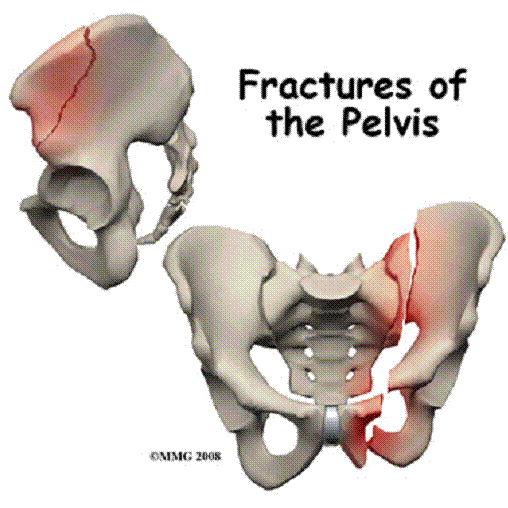 Fractures of
the Pelvis
©MMG 2008